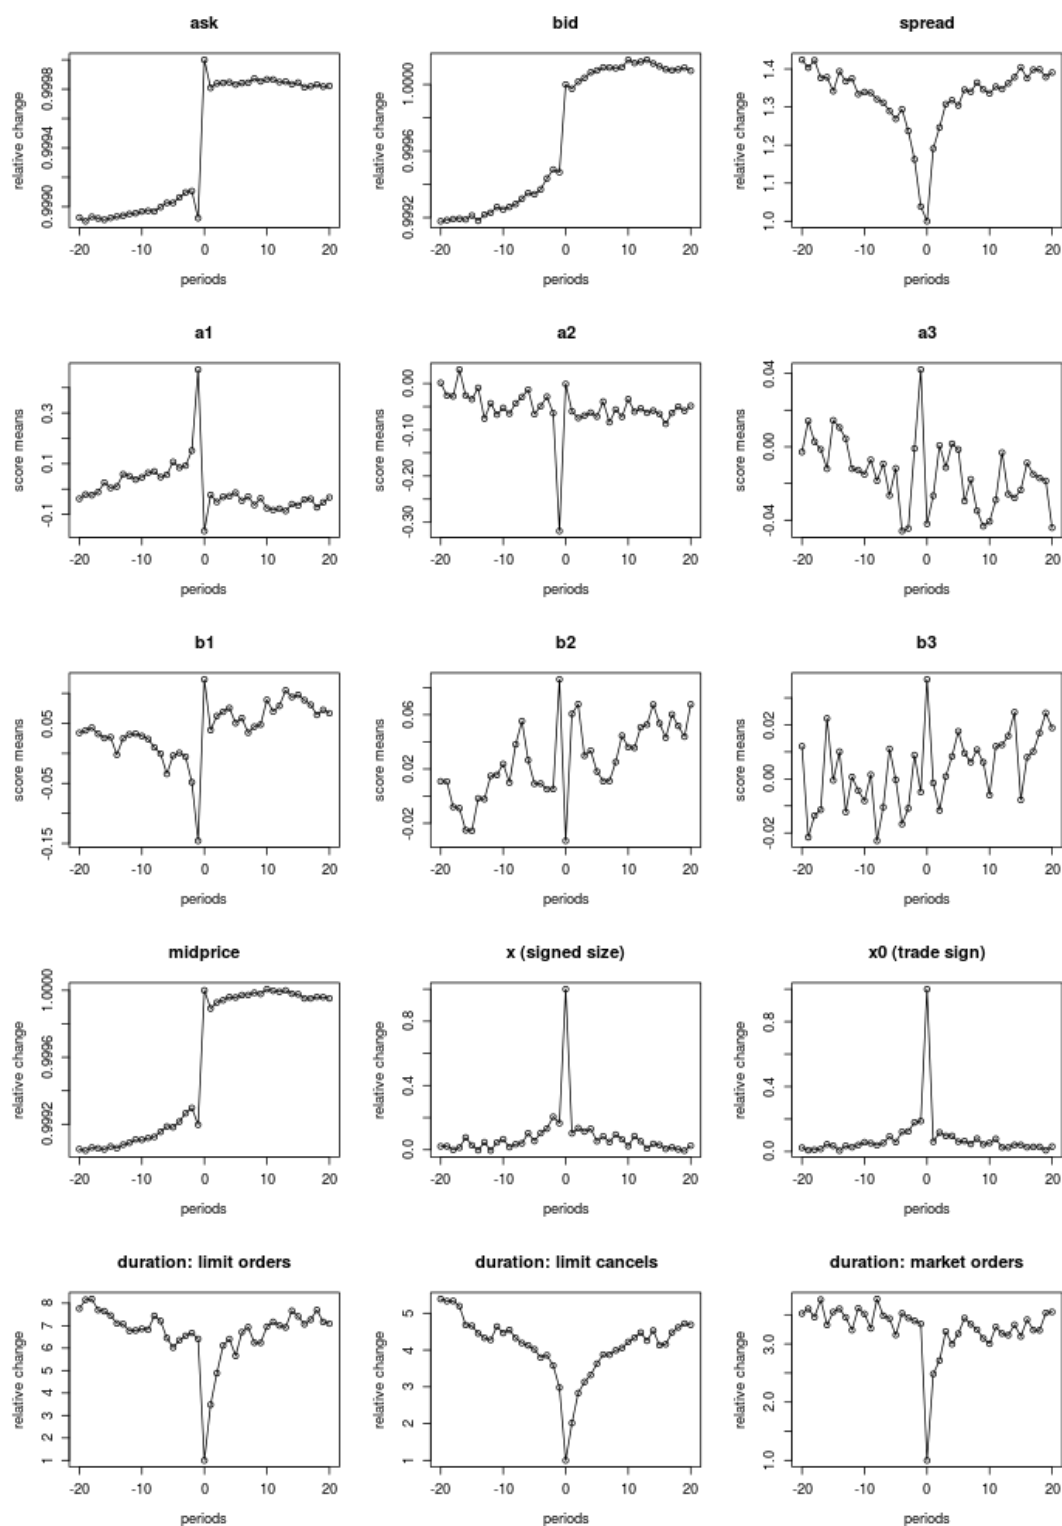 ask bid spread
relative change 0.9990 0.9994 0.9998
relative change 0.9992 0.9996 1.0000
relative change 1.0 1.1 1.2 1.3 1.4
-20 -10 0 10 20 -20 -10 0 10 20 -20 -10 0 10 20
periods periods periods
a1 a2 a3
score means -0.1 0.1 0.3
score means -0.30 -0.20 -0.10 0.00
score means -0.04 0.00 0.04
-20 -10 0 10 20 -20 -10 0 10 20 -20 -10 0 10 20
periods periods periods
b1 b2 b3
score means -0.15 -0.05 0.05
score means -0.02 0.02 0.06
score means -0.02 0.00 0.02
-20 -10 0 10 20 -20 -10 0 10 20 -20 -10 0 10 20
periods periods periods
midprice x (signed size) x0 (trade sign)
relative change 0.9992 0.9996 1.0000
relative change 0.0 0.4 0.8
relative change 0.0 0.4 0.8
-20 -10 0 10 20 -20 -10 0 10 20 -20 -10 0 10 20
periods periods periods
duration: limit orders duration: limit cancels duration: market orders
relative change 1 2 3 4 5 6 7 8
relative change 1 2 3 4 5
relative change 1.0 2.0 3.0
-20 -10 0 10 20 -20 -10 0 10 20 -20 -10 0 10 20
periods periods periods